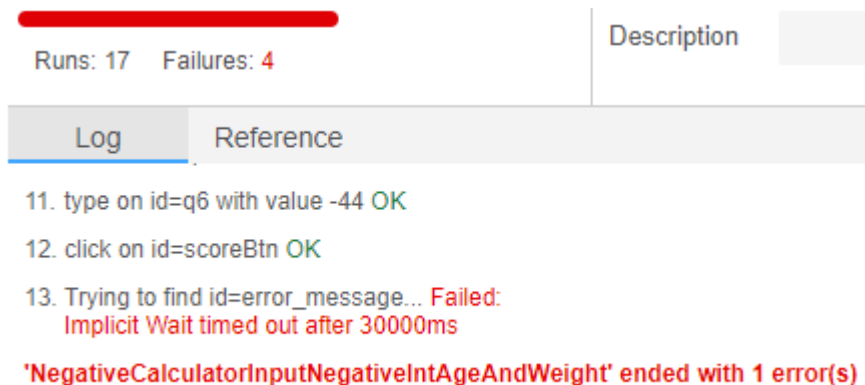 Runs: 17 Failures: 4
Description
Log Reference
11. type on id=q6 with value -44 OK
12. click on id=scoreBtn OK
13. Trying to find id=error_message... Failed:
Implicit Wait timed out after 30000ms
'NegativeCalculatorInputNegativeIntAgeAndWeight' ended with 1 error(s)